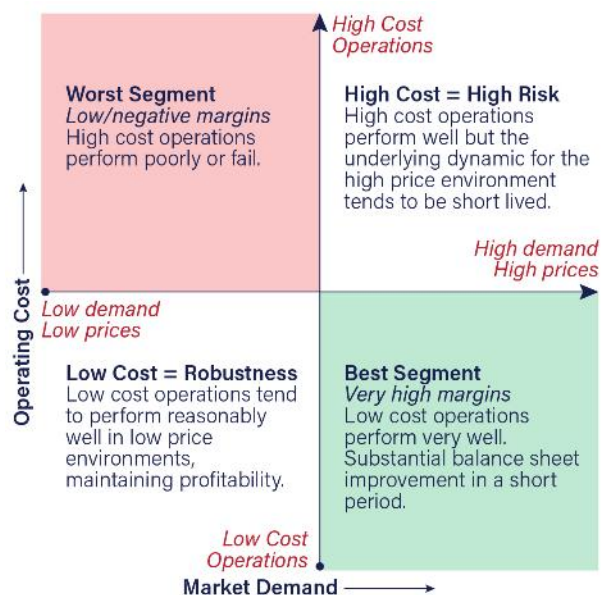 High Cost
Operations
Worst Segment
Low/negative margins
High cost operations
perform poorly or fail.
High Cost = High Risk
High cost operations
perform well but the
underlying dynamic for the
high price environment
tends to be short lived.
High demand
High prices
Low demand
Low prices
Operating Cost
Low Cost = Robustness
Low cost operations tend
to perform reasonably
well in low price
environments,
maintaining profitability.
Best Segment
Very high margins
Low cost operations
perform very well.
Substantial balance sheet
improvement in a short
period.
Low Cost
Operations
Market Demand